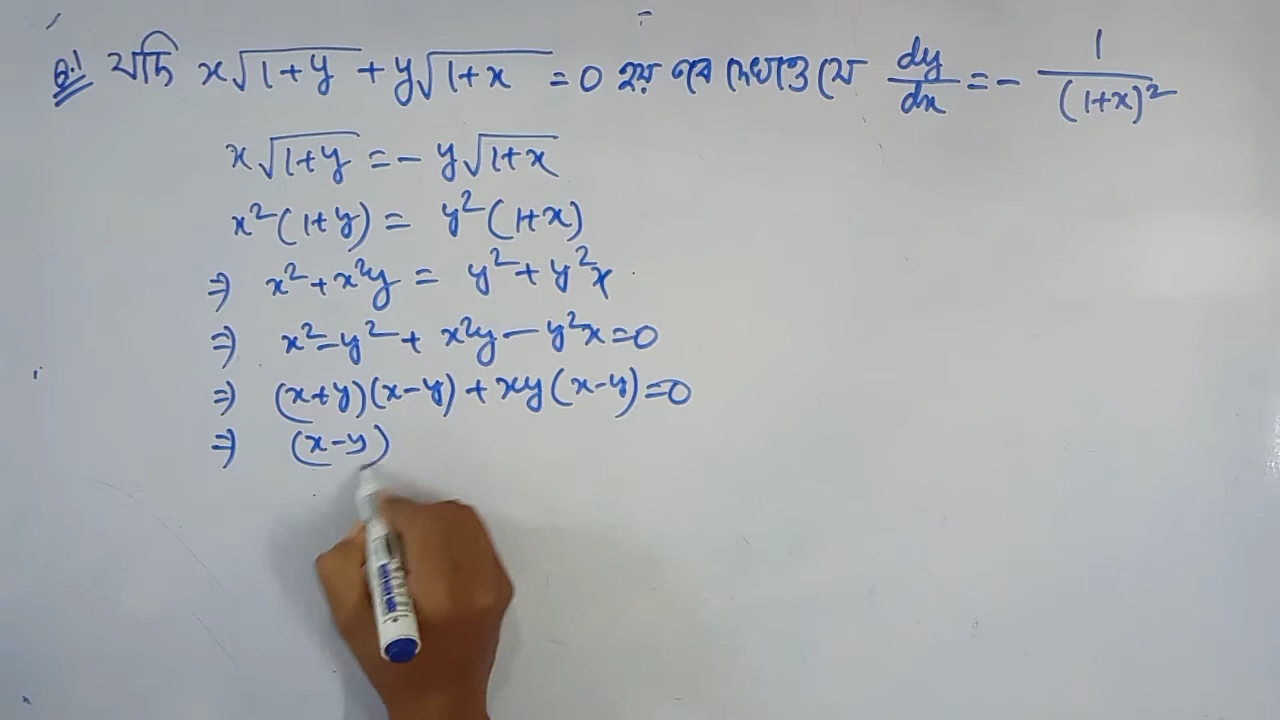 Q.1 যদি x√(1+y) + y√(1+x) = 0 হয় তবে দেখাও যে dy/dx = - 1/(1+x)²
x√(1+y) = - y√(1+x)
x²(1+y) = y²(1+x)
⇒ x² + x²y = y² + y²x
⇒ x² - y² + x²y - y²x = 0
⇒ (x+y)(x-y) + xy(x-y) = 0
⇒ (x-y)